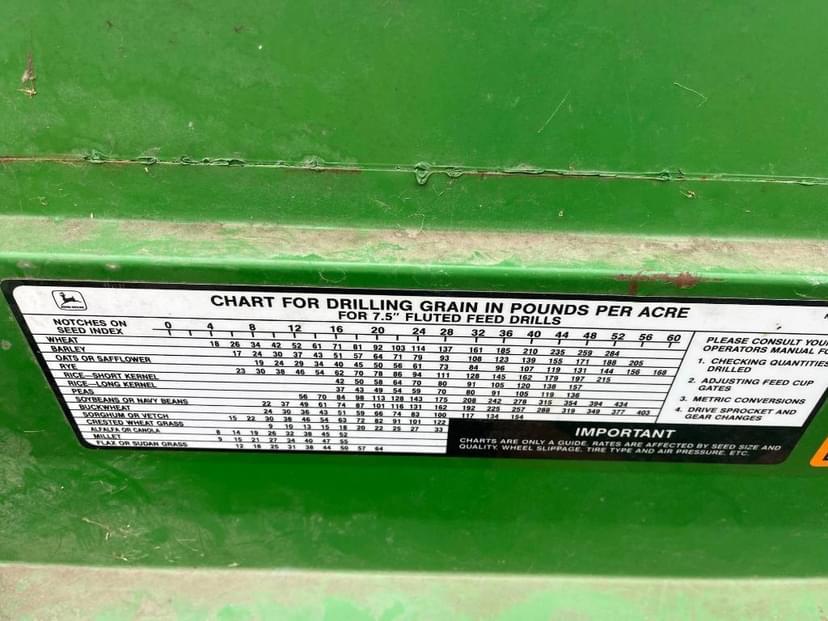 CHART FOR DRILLING GRAIN IN POUNDS PER ACRE
FOR 7.5" FLUTED FEED DRILLS
NOTCHES ON
SEED INDEX 0 4 8 12 16 20 24 28 32 36 40 44 48 52 56 60
WHEAT 18 26 34 42 52 61 71 81 92 103 114 137 161 185 210 235 259 284
BARLEY 17 24 30 37 43 51 57 64 71 79 93 108 123 139 155 171 188 205
OATS OR SAFFLOWER 19 24 29 34 40 45 50 56 61 73 84 96 107 119 131 144 156 168
RYE 23 30 38 46 54 62 70 78 86 94 111 128 145 162 179 197 215
RICE-SHORT KERNEL 42 50 58 64 70 80 91 105 120 138 157
RICE-LONG KERNEL 37 43 49 54 59 70 80 91 105 119 136
PEAS 56 70 84 98 113 128 143 175 208 242 278 315 354 394 434
SOYBEANS OR NAVY BEANS 22 37 49 61 74 87 101 116 131 162 192 225 257 288 319 349 377 403
BUCKWHEAT 24 30 36 43 51 59 66 74 83 100 117 134 154
SORGHUM OR VETCH 15 22 30 38 46 54 63 72 82 91 101 122
CRESTED WHEAT GRASS 9 10 13 15 18 20 22 25 27 33
ALFALFA OR CANOLA 8 14 19 26 32 38 45 52
MILLET 9 15 21 27 34 40 47 55
FLAX OR SUDAN GRASS 12 18 25 31 38 44 50 57 64
PLEASE CONSULT YOU
OPERATORS MANUAL FO
1. CHECKING QUANTITIES
DRILLED
2. ADJUSTING FEED CUP
GATES
3. METRIC CONVERSIONS
4. DRIVE SPROCKET AND
GEAR CHANGES
IMPORTANT
CHARTS ARE ONLY A GUIDE. RATES ARE AFFECTED BY SEED SIZE AND
QUALITY, WHEEL SLIPPAGE, TIRE TYPE AND AIR PRESSURE, ETC.